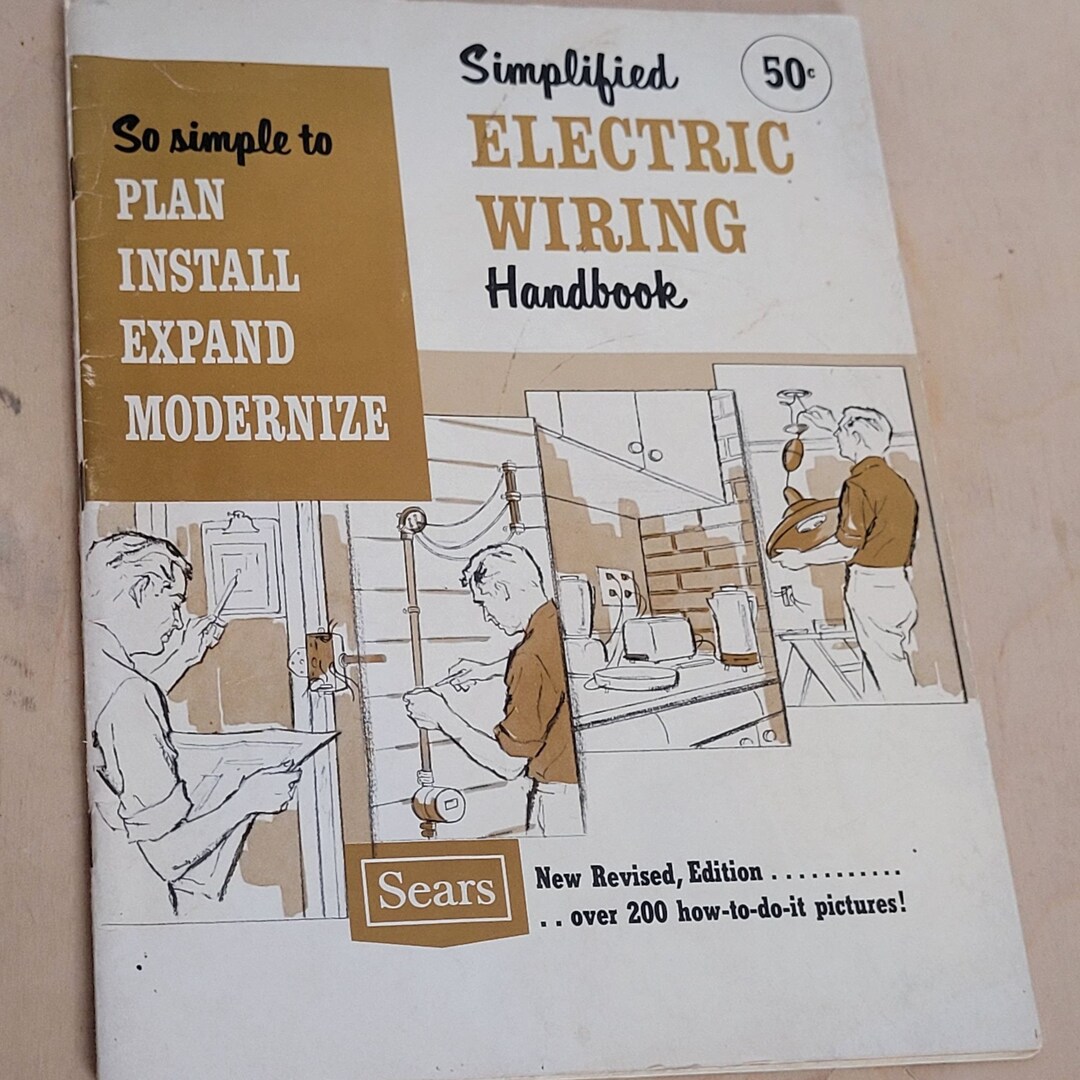 So simple to
PLAN
INSTALL
EXPAND
MODERNIZE
Simplified
50¢
ELECTRIC
WIRING
Handbook
Sears
New Revised, Edition . . . . . . . . . . .
. . over 200 how-to-do-it pictures!